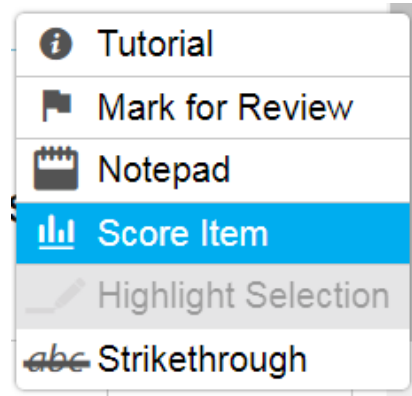 Tutorial
Mark for Review
Notepad
Score Item
Highlight Selection
abc Strikethrough